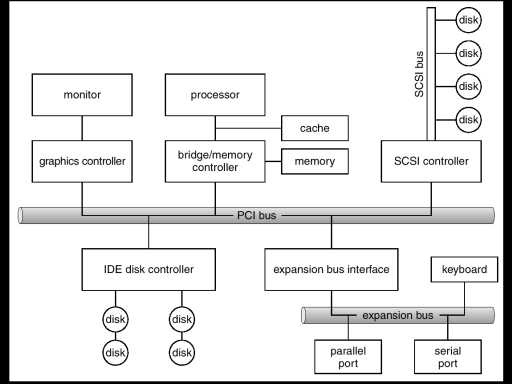 disk
disk
SCSI bus
disk
disk
monitor
processor
cache
graphics controller
bridge/memory
controller
memory
SCSI controller
PCI bus
IDE disk controller
expansion bus interface
keyboard
disk
disk
expansion bus
disk
disk
parallel
port
serial
port